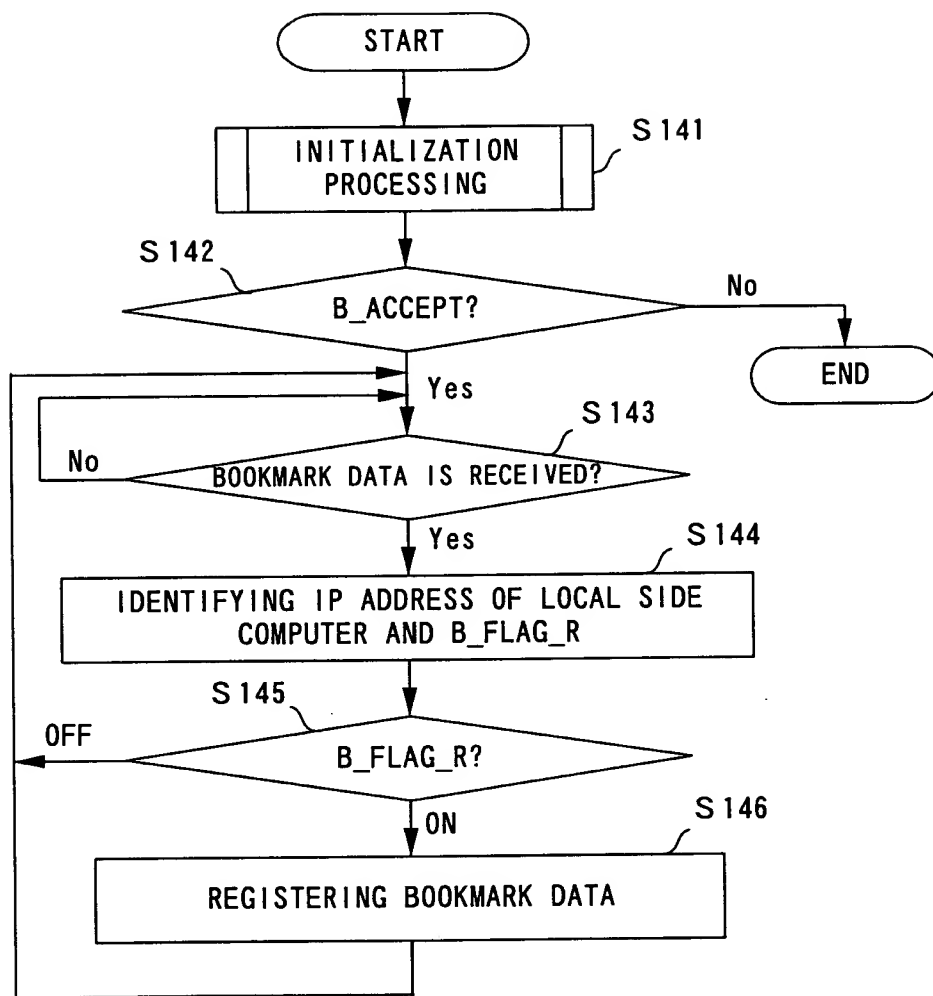 START
S141
INITIALIZATION
PROCESSING
S142
B_ACCEPT?
No
END
Yes
S143
No
BOOKMARK DATA IS RECEIVED?
Yes
S144
IDENTIFYING IP ADDRESS OF LOCAL SIDE
COMPUTER AND B_FLAG_R
S145
OFF
B_FLAG_R?
ON
S146
REGISTERING BOOKMARK DATA